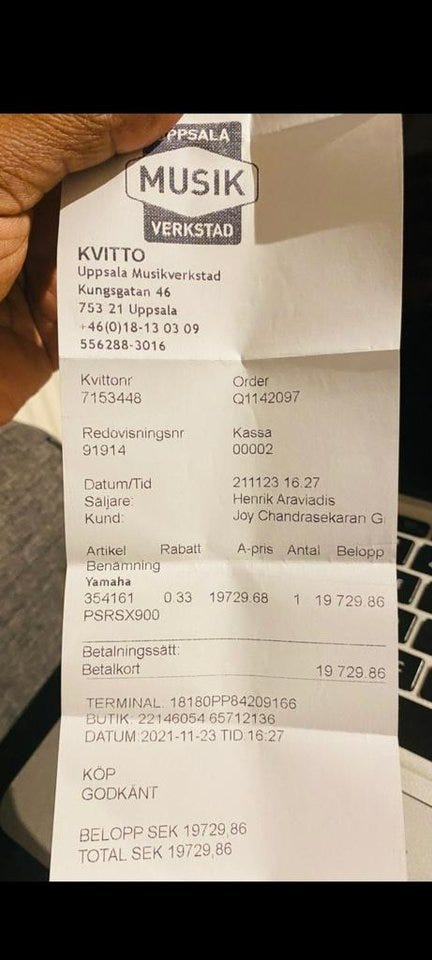 UPPSALA
MUSIK
VERKSTAD
KVITTO
Uppsala Musikverkstad
Kungsgatan 46
753 21 Uppsala
+46(0)18-13 03 09
556288-3016
Kvittonr Order
7153448 Q1142097
Redovisningsnr Kassa
91914 00002
Datum/Tid 211123 16.27
Säljare: Henrik Araviadis
Kund: Joy Chandrasekaran G
Artikel Rabatt A-pris Antal Belopp
Benämning
Yamaha
354161 0.33 19729.68 1 19 729.86
PSRSX900
Betalningssätt:
Betalkort 19 729.86
TERMINAL: 18180PP84209166
BUTIK: 22146054 65712136
DATUM:2021-11-23 TID:16:27
KÖP
GODKÄNT
BELOPP SEK 19729,86
TOTAL SEK 19729,86